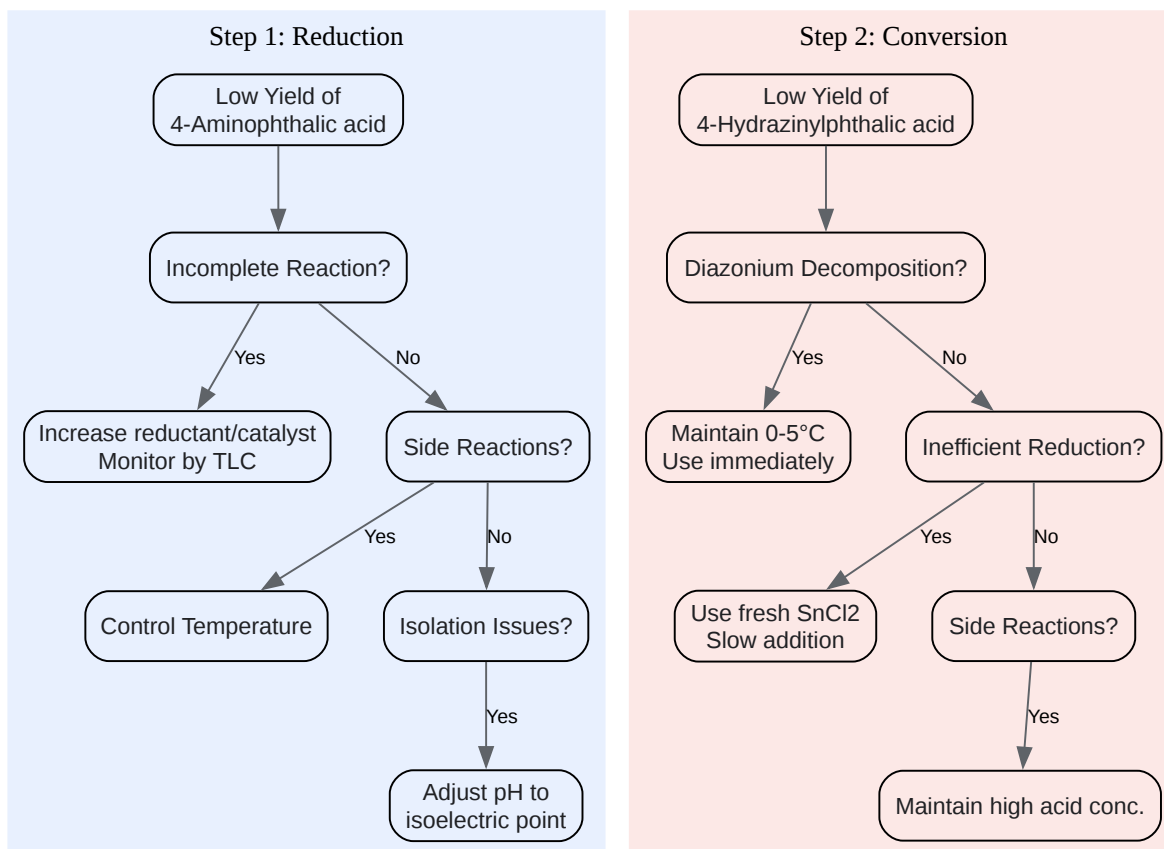 Step 1: Reduction
Low Yield of
4-Aminophthalic acid
Incomplete Reaction?
Yes
No
Increase reductant/catalyst
Monitor by TLC
Side Reactions?
Yes
No
Control Temperature
Isolation Issues?
Yes
Adjust pH to
isoelectric point
Step 2: Conversion
Low Yield of
4-Hydrazinylphthalic acid
Diazonium Decomposition?
Yes
No
Maintain 0-5°C
Use immediately
Inefficient Reduction?
Yes
No
Use fresh SnCl2
Slow addition
Side Reactions?
Yes
Maintain high acid conc.